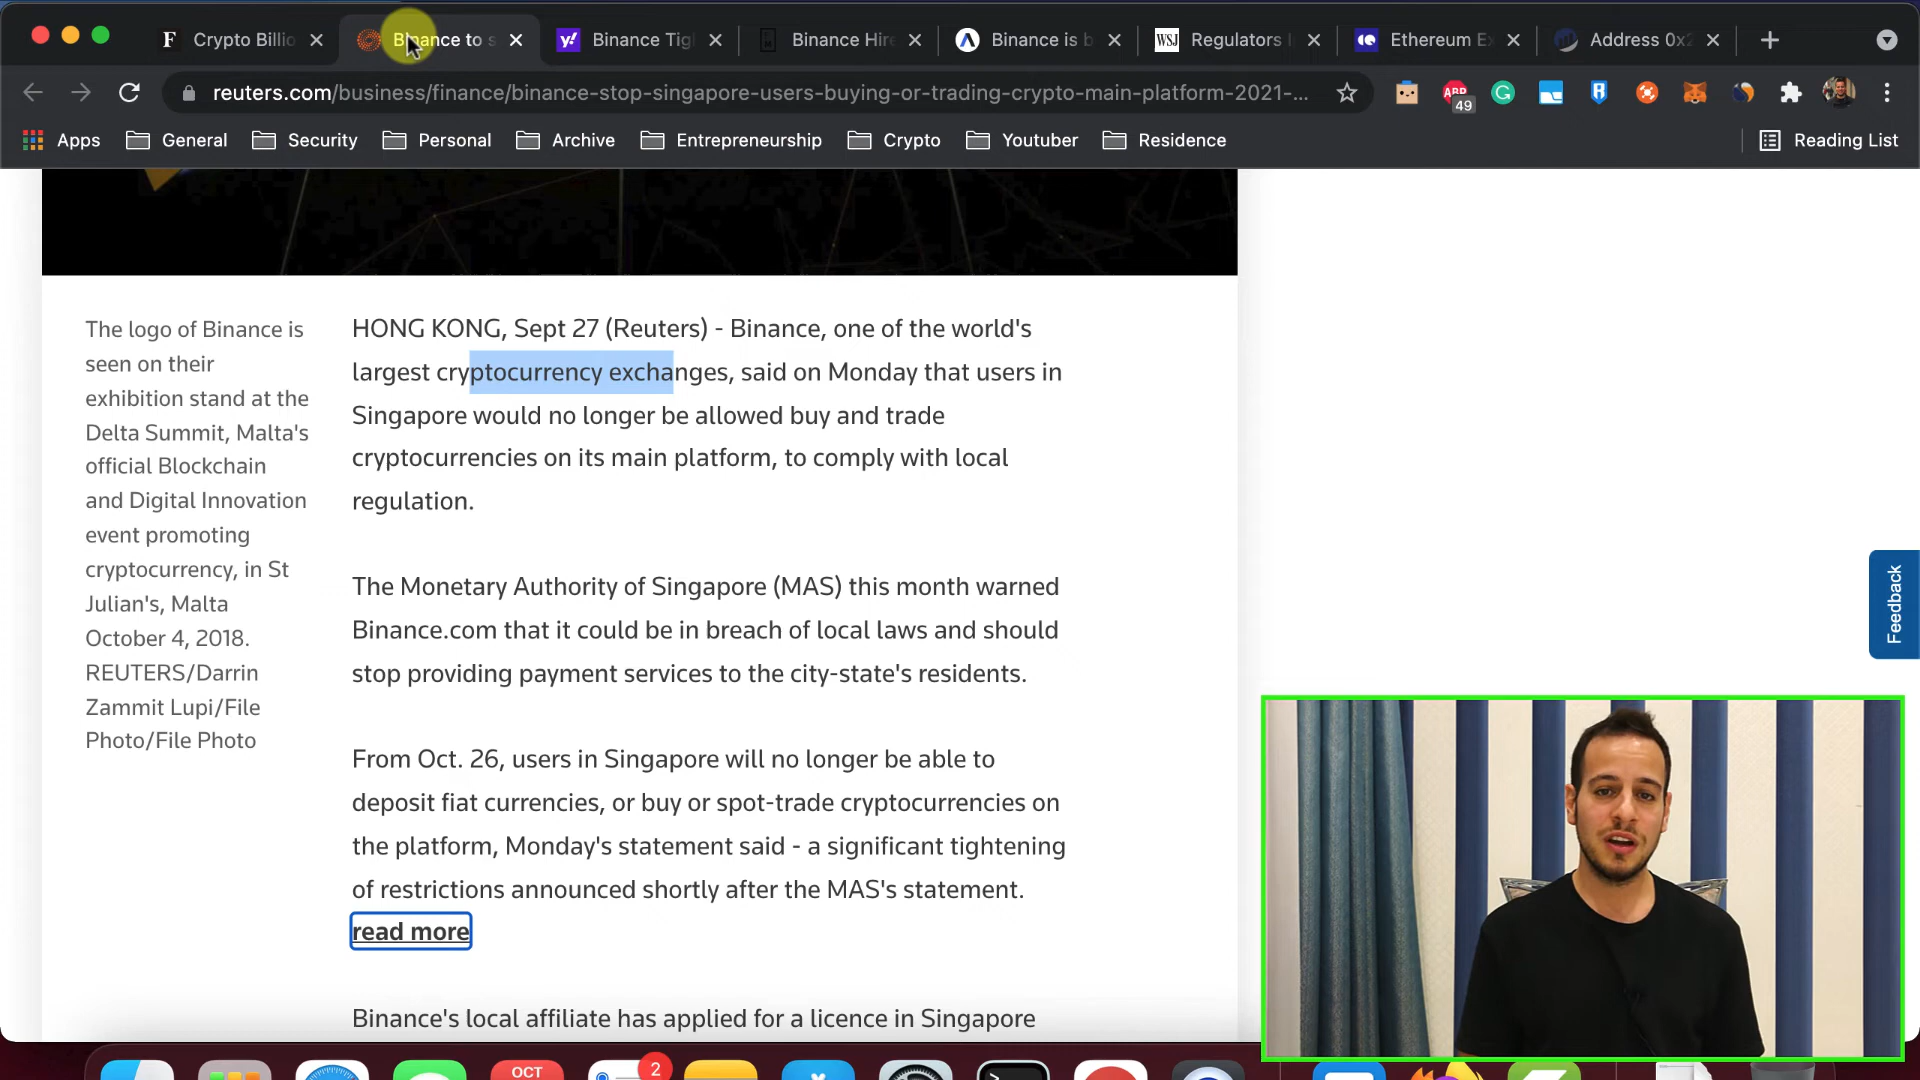 Crypto Billio
Binance to s
Binance Tig
Binance Hire
Binance is b
WSJ
Regulators
Ethereum Ex
Address 0x2
reuters.com/business/finance/binance-stop-singapore-users-buying-or-trading-crypto-main-platform-2021-...
ABP
49
Apps
General
Security
Personal
Archive
Entrepreneurship
Crypto
Youtuber
Residence
Reading List
The logo of Binance is
seen on their
exhibition stand at the
Delta Summit, Malta's
official Blockchain
and Digital Innovation
event promoting
cryptocurrency, in St
Julian's, Malta
October 4, 2018.
REUTERS/Darrin
Zammit Lupi/File
Photo/File Photo
HONG KONG, Sept 27 (Reuters) - Binance, one of the world's
largest cryptocurrency exchanges, said on Monday that users in
Singapore would no longer be allowed buy and trade
cryptocurrencies on its main platform, to comply with local
regulation.
The Monetary Authority of Singapore (MAS) this month warned
Binance.com that it could be in breach of local laws and should
stop providing payment services to the city-state's residents.
From Oct. 26, users in Singapore will no longer be able to
deposit fiat currencies, or buy or spot-trade cryptocurrencies on
the platform, Monday's statement said - a significant tightening
of restrictions announced shortly after the MAS's statement.
read more
Binance's local affiliate has applied for a licence in Singapore
Feedback
OCT
2